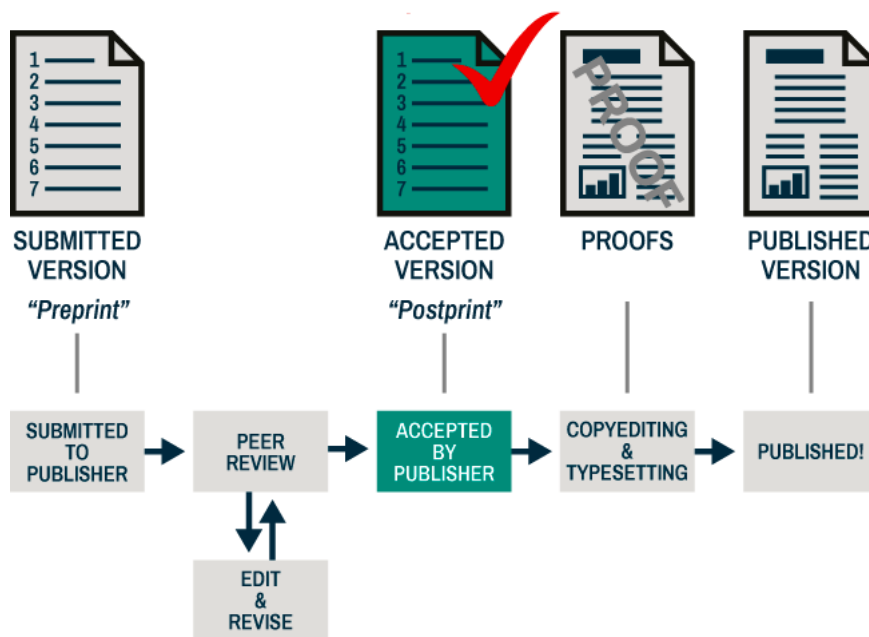 1
2
3
4
5
6
7
SUBMITTED
VERSION
"Preprint"
1
2
3
4
5
6
7
ACCEPTED
VERSION
"Postprint"
PROOF
PROOFS
PUBLISHED
VERSION
SUBMITTED
TO
PUBLISHER
PEER
REVIEW
EDIT
&
REVISE
ACCEPTED
BY
PUBLISHER
COPYEDITING
&
TYPESETTING
PUBLISHED!